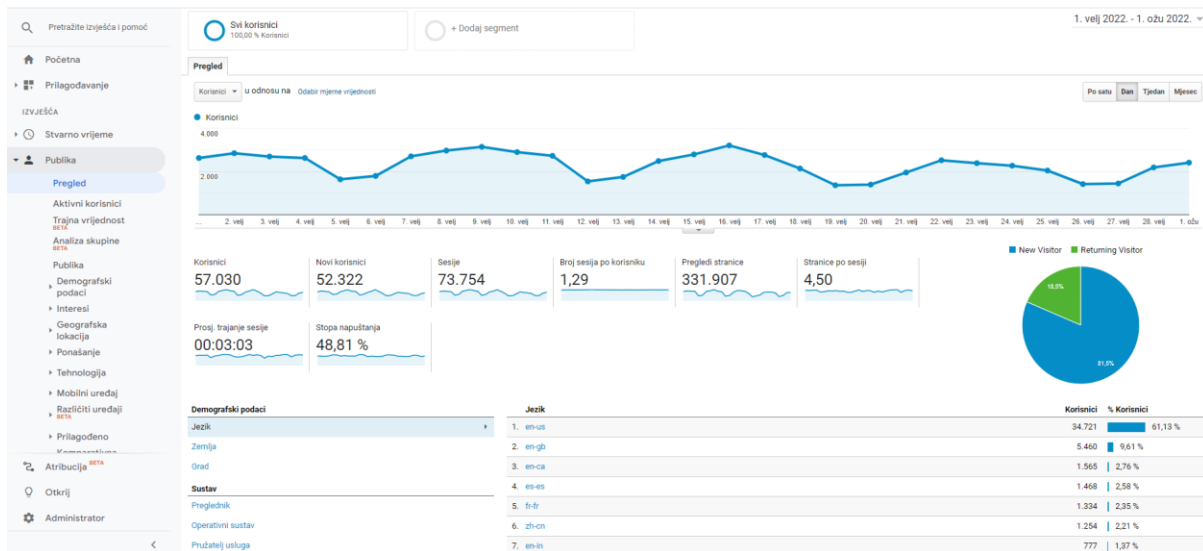 Pretražite izvješća i pomoć
Početna
Prilagođavanje
IZVJEŠĆA
Stvarno vrijeme
Publika
Pregled
Aktivni korisnici
Trajna vrijednost
BETA
Analiza skupine
BETA
Publika
Demografski
podaci
Interesi
Geografska
lokacija
Ponašanje
Tehnologija
Mobilni uređaj
Različiti uređaji
BETA
Prilagođeno
Komparativna
Atribucija BETA
Otkrij
Administrator
Svi korisnici
100,00 % Korisnici
+ Dodaj segment
1. velj 2022. - 1. ožu 2022.
Pregled
Korisnici u odnosu na Odabir mjerne vrijednosti
Po satu Dan Tjedan Mjesec
Korisnici
4.000
2.000
... 2. velj 3. velj 4. velj 5. velj 6. velj 7. velj 8. velj 9. velj 10. velj 11. velj 12. velj 13. velj 14. velj 15. velj 16. velj 17. velj 18. velj 19. velj 20. velj 21. velj 22. velj 23. velj 24. velj 25. velj 26. velj 27. velj 28. velj 1. ožu
Korisnici Novi korisnici Sesije Broj sesija po korisniku Pregledi stranice Stranice po sesiji
57.030 52.322 73.754 1,29 331.907 4,50
Prosj. trajanje sesije Stopa napuštanja
00:03:03 48,81 %
New Visitor Returning Visitor
18,5%
81,5%
Demografski podaci
Jezik
Zemlja
Grad
Sustav
Preglednik
Operativni sustav
Pružatelj usluga
Jezik Korisnici % Korisnici
1. en-us 34.721 61,13 %
2. en-gb 5.460 9,61 %
3. en-ca 1.565 2,76 %
4. es-es 1.468 2,58 %
5. fr-fr 1.334 2,35 %
6. zh-cn 1.254 2,21 %
7. en-in 777 1,37 %